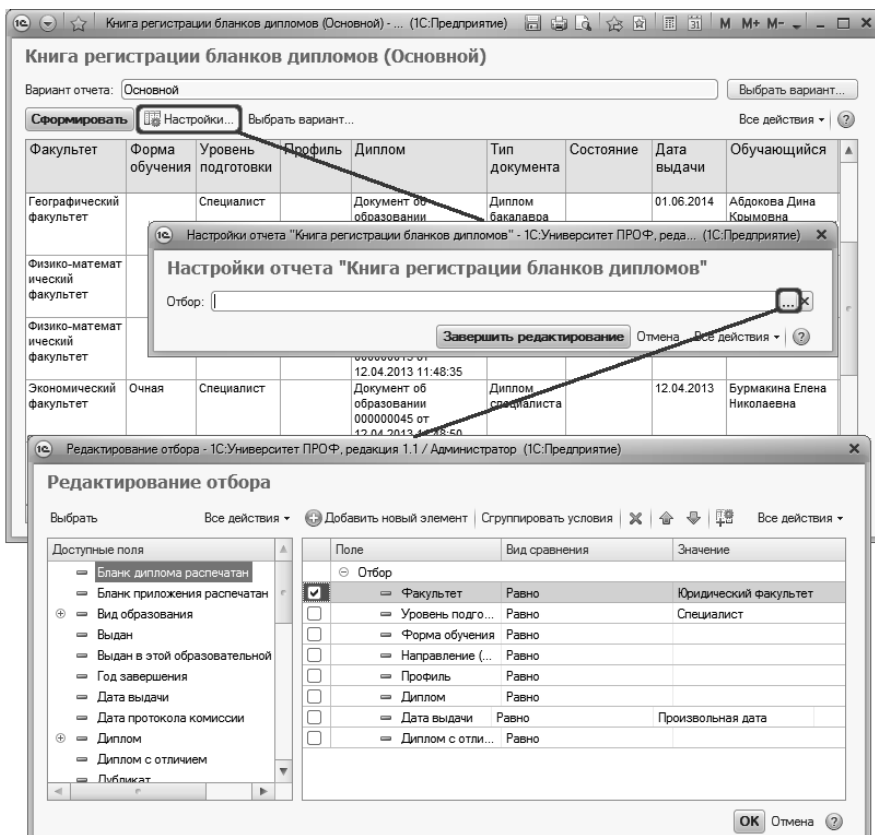 Книга регистрации бланков дипломов (Основной) - ... (1С:Предприятие) M M+ M-
Книга регистрации бланков дипломов (Основной)
Вариант отчета: Основной Выбрать вариант...
Сформировать Настройки... Выбрать вариант... Все действия ?
Факультет Форма обучения Уровень подготовки Профиль Диплом Тип документа Состояние Дата выдачи Обучающийся
Географический факультет Специалист Документ об образовании Диплом бакалавра 01.06.2014 Абдокова Дина Крымовна
Физико-математический факультет
Физико-математический факультет
12.04.2013 11:48:35
Экономический факультет Очная Специалист Документ об образовании 000000045 от 12.04.2013 Диплом специалиста 12.04.2013 Бурмакина Елена Николаевна
Настройки отчета "Книга регистрации бланков дипломов" - 1С:Университет ПРОФ, реда... (1С:Предприятие)
Настройки отчета "Книга регистрации бланков дипломов"
Отбор: ... x
Завершить редактирование Отмена Все действия ?
Редактирование отбора - 1С:Университет ПРОФ, редакция 1.1 / Администратор (1С:Предприятие)
Редактирование отбора
Выбрать Все действия Добавить новый элемент Сгруппировать условия Все действия
Доступные поля
Бланк диплома распечатан
Бланк приложения распечатан
Вид образования
Выдан
Выдан в этой образовательной
Год завершения
Дата выдачи
Дата протокола комиссии
Диплом
Диплом с отличием
Дубликат
Поле Вид сравнения Значение
Отбор
Факультет Равно Юридический факультет
Уровень подго... Равно Специалист
Форма обучения Равно
Направление (... Равно
Профиль Равно
Диплом Равно
Дата выдачи Равно Произвольная дата
Диплом с отли... Равно
OK Отмена ?